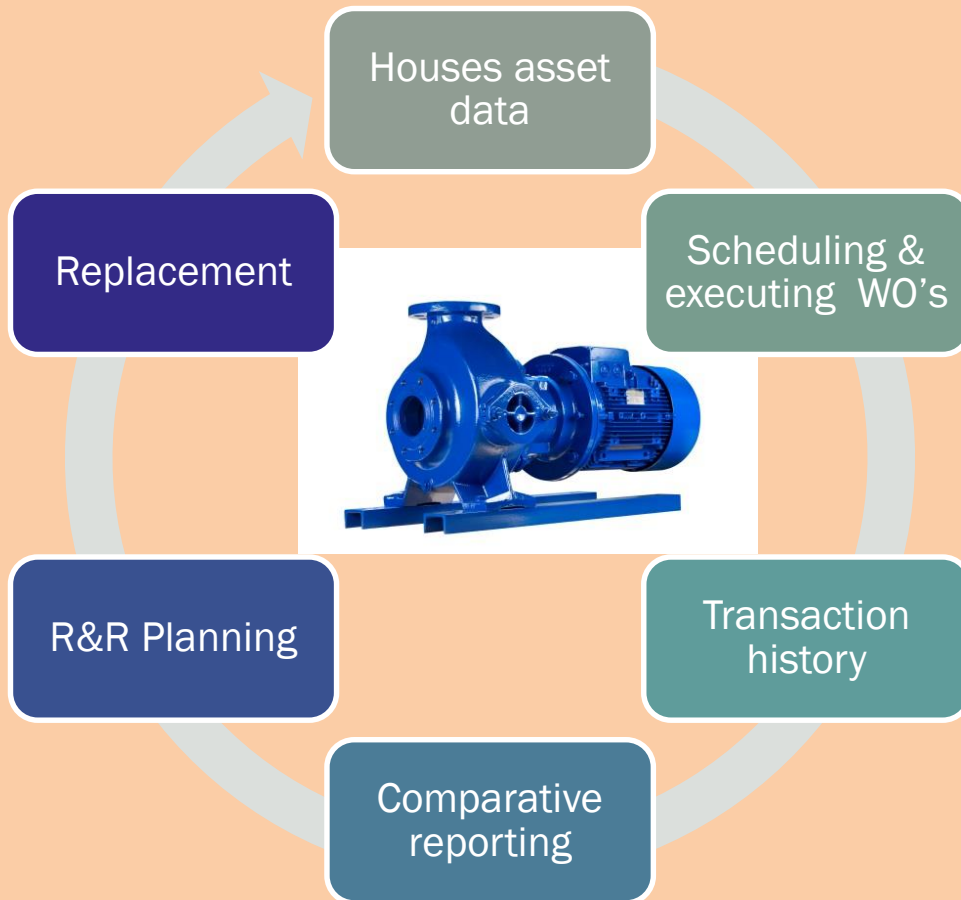 Houses asset
data
Scheduling &
executing  WO’s
Transaction
history
Comparative
reporting
R&R Planning
Replacement